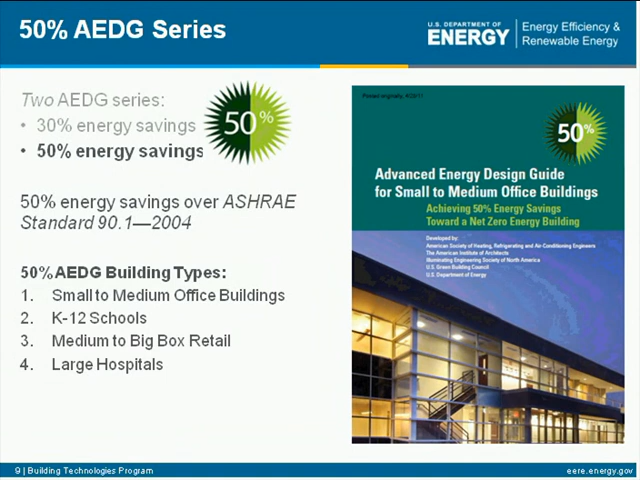 50% AEDG Series
U.S. DEPARTMENT OF
ENERGY
Energy Efficiency &
Renewable Energy
Two AEDG series:
• 30% energy savings
• 50% energy savings
50%
50% energy savings over ASHRAE
Standard 90.1—2004
50% AEDG Building Types:
1. Small to Medium Office Buildings
2. K-12 Schools
3. Medium to Big Box Retail
4. Large Hospitals
50%
Advanced Energy Design Guide
for Small to Medium Office Buildings
Achieving 50% Energy Savings
Toward a Net Zero Energy Building
Developed by:
American Society of Heating, Refrigerating and Air-Conditioning Engineers
The American Institute of Architects
Illuminating Engineering Society of North America
U.S. Green Building Council
U.S. Department of Energy
9 | Building Technologies Program
eere.energy.gov